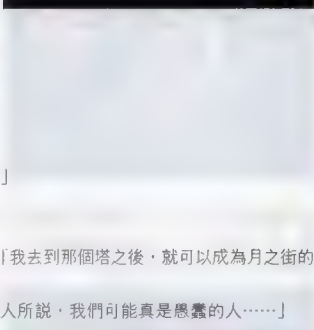 」
「我去到那個塔之後，就可以成為月之街的
人所説，我們可能真是愚蠢的人⋯⋯」